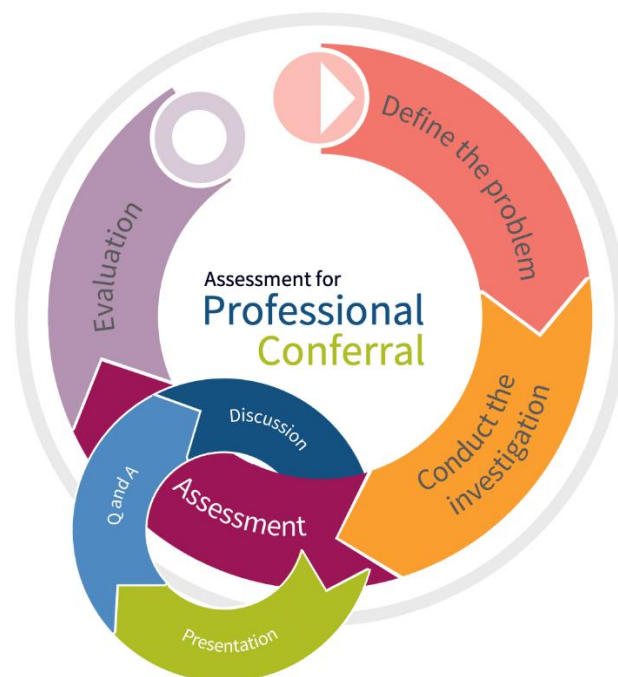 Assessment for
Professional
Conferral
Define the problem
Conduct the
investigation
Assessment
Presentation
Q and A
Discussion
Evaluation